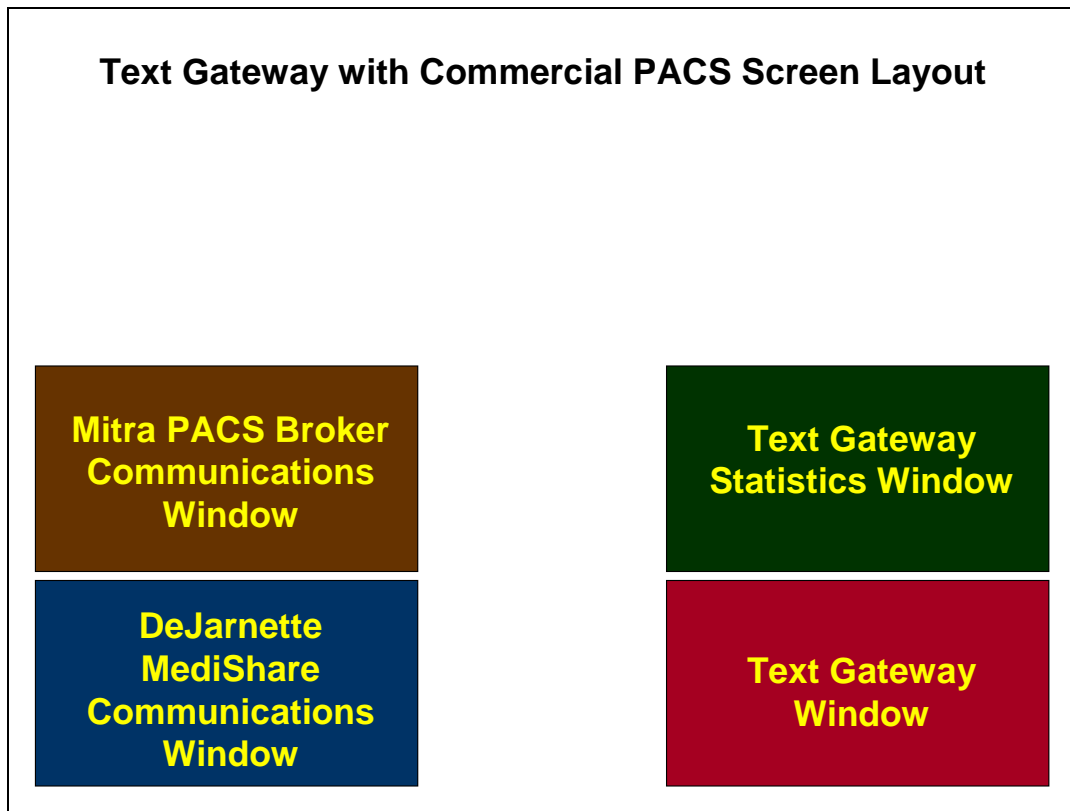 Text Gateway with Commercial PACS Screen Layout
Mitra PACS Broker
Communications
Window
Text Gateway
Statistics Window
DeJarnette
MediShare
Communications
Window
Text Gateway
Window